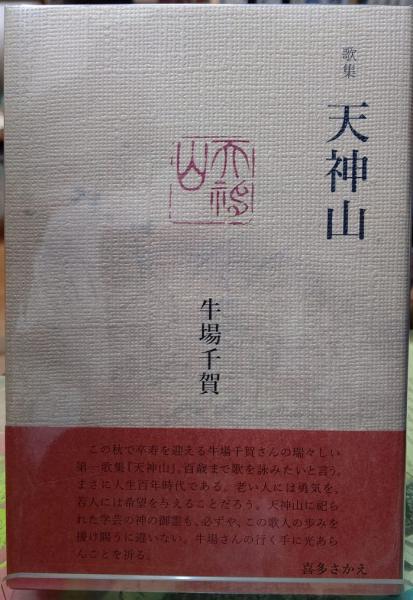 歌集
天神山
天神山
牛場千賀
この秋で卒寿を迎える牛場千賀さんの瑞々しい
第一歌集『天神山』。百歳まで歌を詠みたいと言う。
まさに人生百年時代である。老い人には勇気を、
若人には希望を与えることだろう。天神山に祀ら
れた学芸の神の御霊も、必ずや、この歌人の歩みを
援け賜うに違いない。牛場さんの行く手に光あら
んことを祈る。
喜多さかえ